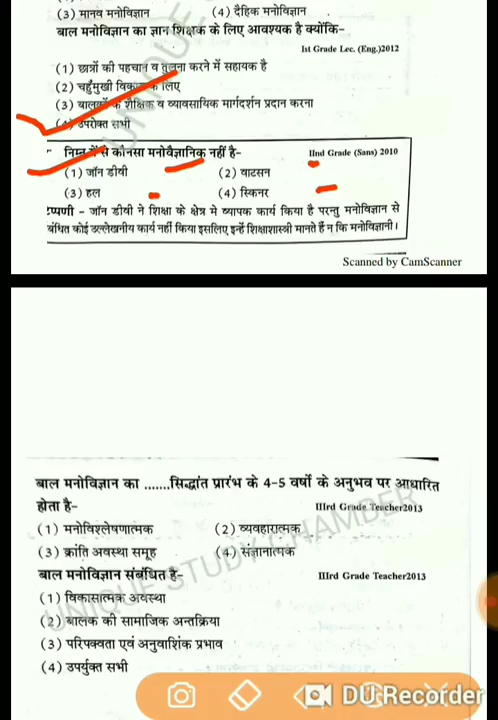 (3) मानव मनोविज्ञान (4) दैहिक मनोविज्ञान
बाल मनोविज्ञान का ज्ञान शिक्षक के लिए आवश्यक है क्योंकि-
Ist Grade Lec. (Eng.)2012
(1) छात्रों की पहचान व तुलना करने में सहायक है
(2) चहुँमुखी विकास के लिए
(3) बालकों के शैक्षिक व व्यावसायिक मार्गदर्शन प्रदान करना
(4) उपरोक्त सभी
निम्न में से कौनसा मनोवैज्ञानिक नहीं है- IInd Grade (Sans) 2010
(1) जॉन डीवी (2) वाटसन
(3) हल (4) स्किनर
टप्पणी - जॉन डीवी ने शिक्षा के क्षेत्र मे व्यापक कार्य किया है परन्तु मनोविज्ञान से
बंधित कोई उल्लेखनीय कार्य नहीं किया इसलिए इन्हें शिक्षाशास्त्री मानते हैं न कि मनोविज्ञानी।
Scanned by CamScanner
बाल मनोविज्ञान का .......सिद्धांत प्रारंभ के 4-5 वर्षो के अनुभव पर आधारित
होता है- IIIrd Grade Teacher2013
(1) मनोविश्लेषणात्मक (2) व्यवहारात्मक
(3) क्रांति अवस्था समूह (4) संज्ञानात्मक
बाल मनोविज्ञान संबंधित है- IIIrd Grade Teacher2013
(1) विकासात्मक अवस्था
(2) बालक की सामाजिक अन्तक्रिया
(3) परिपक्वता एवं अनुवाशिंक प्रभाव
(4) उपर्युक्त सभी
UNIQUE STUDY CHAMBER
DU Recorder